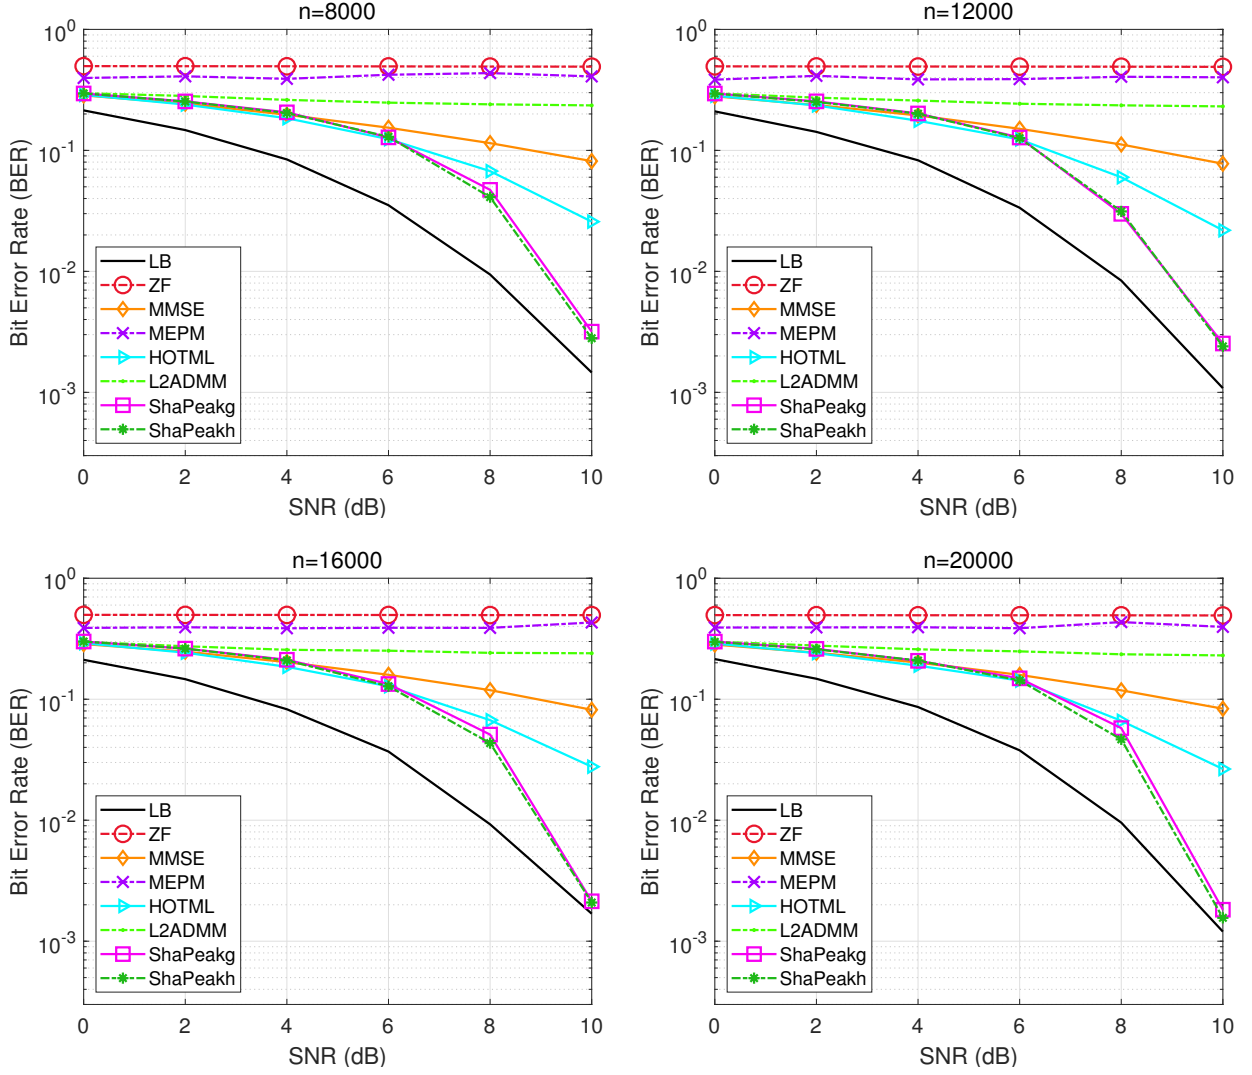 n=8000
10^0
10^-1
10^-2
10^-3
Bit Error Rate (BER)
LB
ZF
MMSE
MEPM
HOTML
L2ADMM
ShaPeakg
ShaPeakh
0 2 4 6 8 10
SNR (dB)
n=12000
10^0
10^-1
10^-2
10^-3
Bit Error Rate (BER)
LB
ZF
MMSE
MEPM
HOTML
L2ADMM
ShaPeakg
ShaPeakh
0 2 4 6 8 10
SNR (dB)
n=16000
10^0
10^-1
10^-2
10^-3
Bit Error Rate (BER)
LB
ZF
MMSE
MEPM
HOTML
L2ADMM
ShaPeakg
ShaPeakh
0 2 4 6 8 10
SNR (dB)
n=20000
10^0
10^-1
10^-2
10^-3
Bit Error Rate (BER)
LB
ZF
MMSE
MEPM
HOTML
L2ADMM
ShaPeakg
ShaPeakh
0 2 4 6 8 10
SNR (dB)